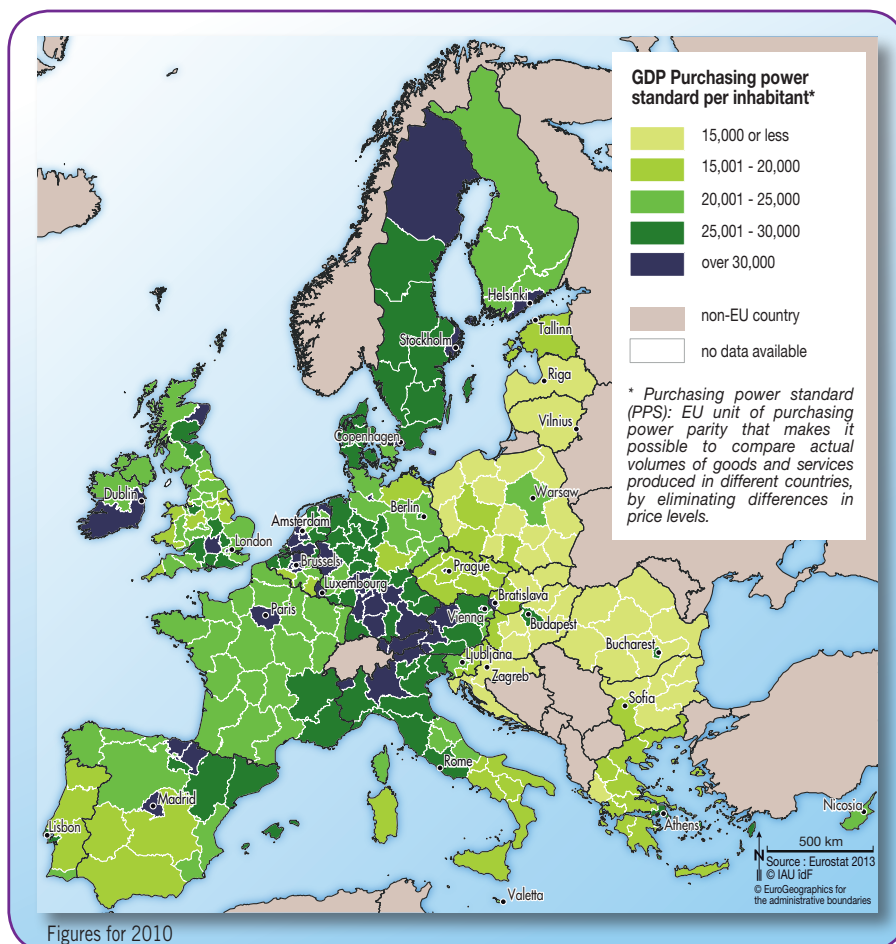 GDP Purchasing power
standard per inhabitant*
15,000 or less
15,001 - 20,000
20,001 - 25,000
25,001 - 30,000
over 30,000
non-EU country
no data available
* Purchasing power standard
(PPS): EU unit of purchasing
power parity that makes it
possible to compare actual
volumes of goods and services
produced in different countries,
by eliminating differences in
price levels.
Helsinki
Tallinn
Stockholm
Riga
Vilnius
Copenhagen
Dublin
Berlin
Warsaw
Amsterdam
London
Brussels
Prague
Luxembourg
Paris
Bratislava
Vienna
Budapest
Ljubljana
Bucharest
Zagreb
Sofia
Rome
Madrid
Lisbon
Athens
Nicosia
Valetta
500 km
N
Source : Eurostat 2013
© IAU îdF
© EuroGeographics for
the administrative boundaries
Figures for 2010